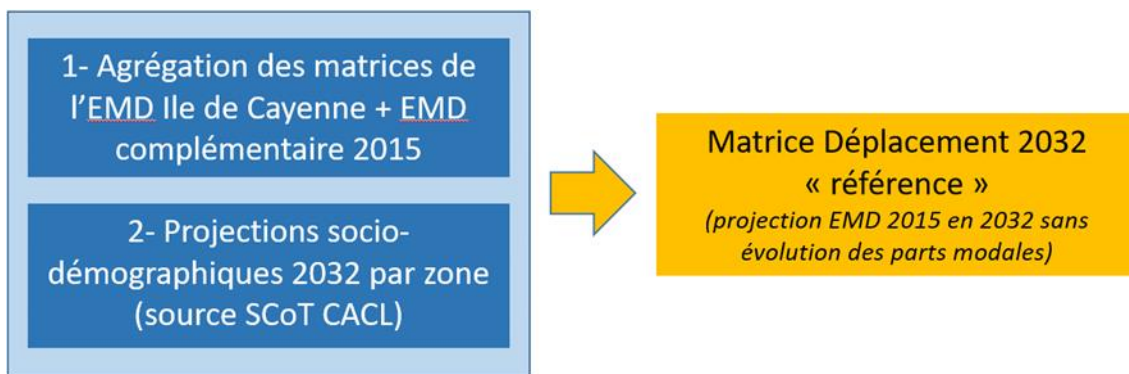 1- Agrégation des matrices de
l'EMD Ile de Cayenne + EMD
complémentaire 2015
2- Projections socio-
démographiques 2032 par zone
(source SCoT CACL)
Matrice Déplacement 2032
« référence »
(projection EMD 2015 en 2032 sans
évolution des parts modales)